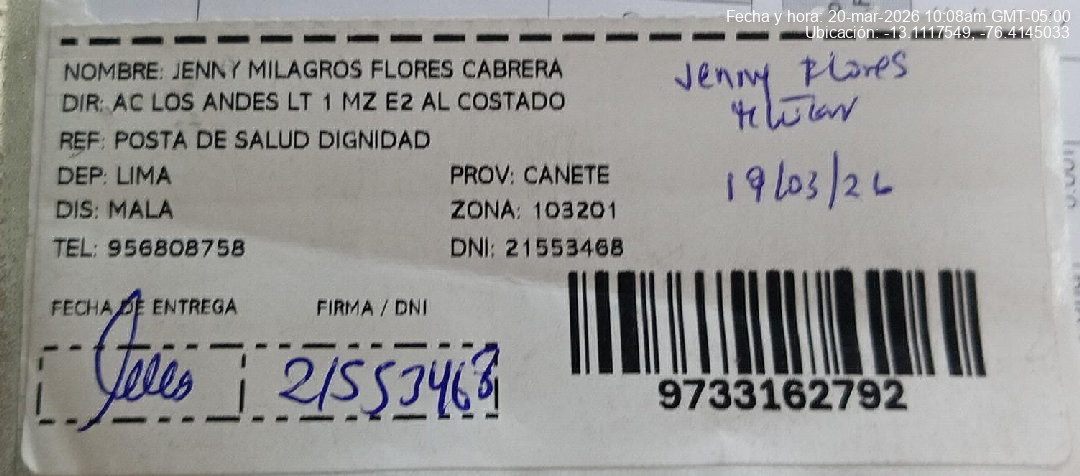 Fecha y hora: 20-mar-2026 10:08am GMT-05:00
Ubicación: -13.1117549, -76.4145033
NOMBRE: JENNY MILAGROS FLORES CABRERA
DIR: AC LOS ANDES LT 1 MZ E2 AL COSTADO
REF: POSTA DE SALUD DIGNIDAD
DEP: LIMA PROV: CANETE
DIS: MALA ZONA: 103201
TEL: 956808758 DNI: 21553468
Jenny Flores
19/03/26
FECHA DE ENTREGA FIRMA / DNI
21553468
9733162792